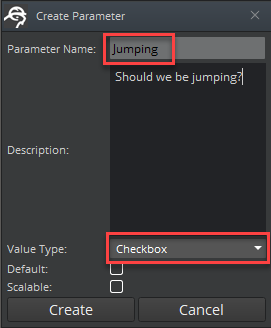 Create Parameter
Parameter Name: Jumping
Description: Should we be jumping?
Value Type: Checkbox
Default:
Scalable:
Create Cancel